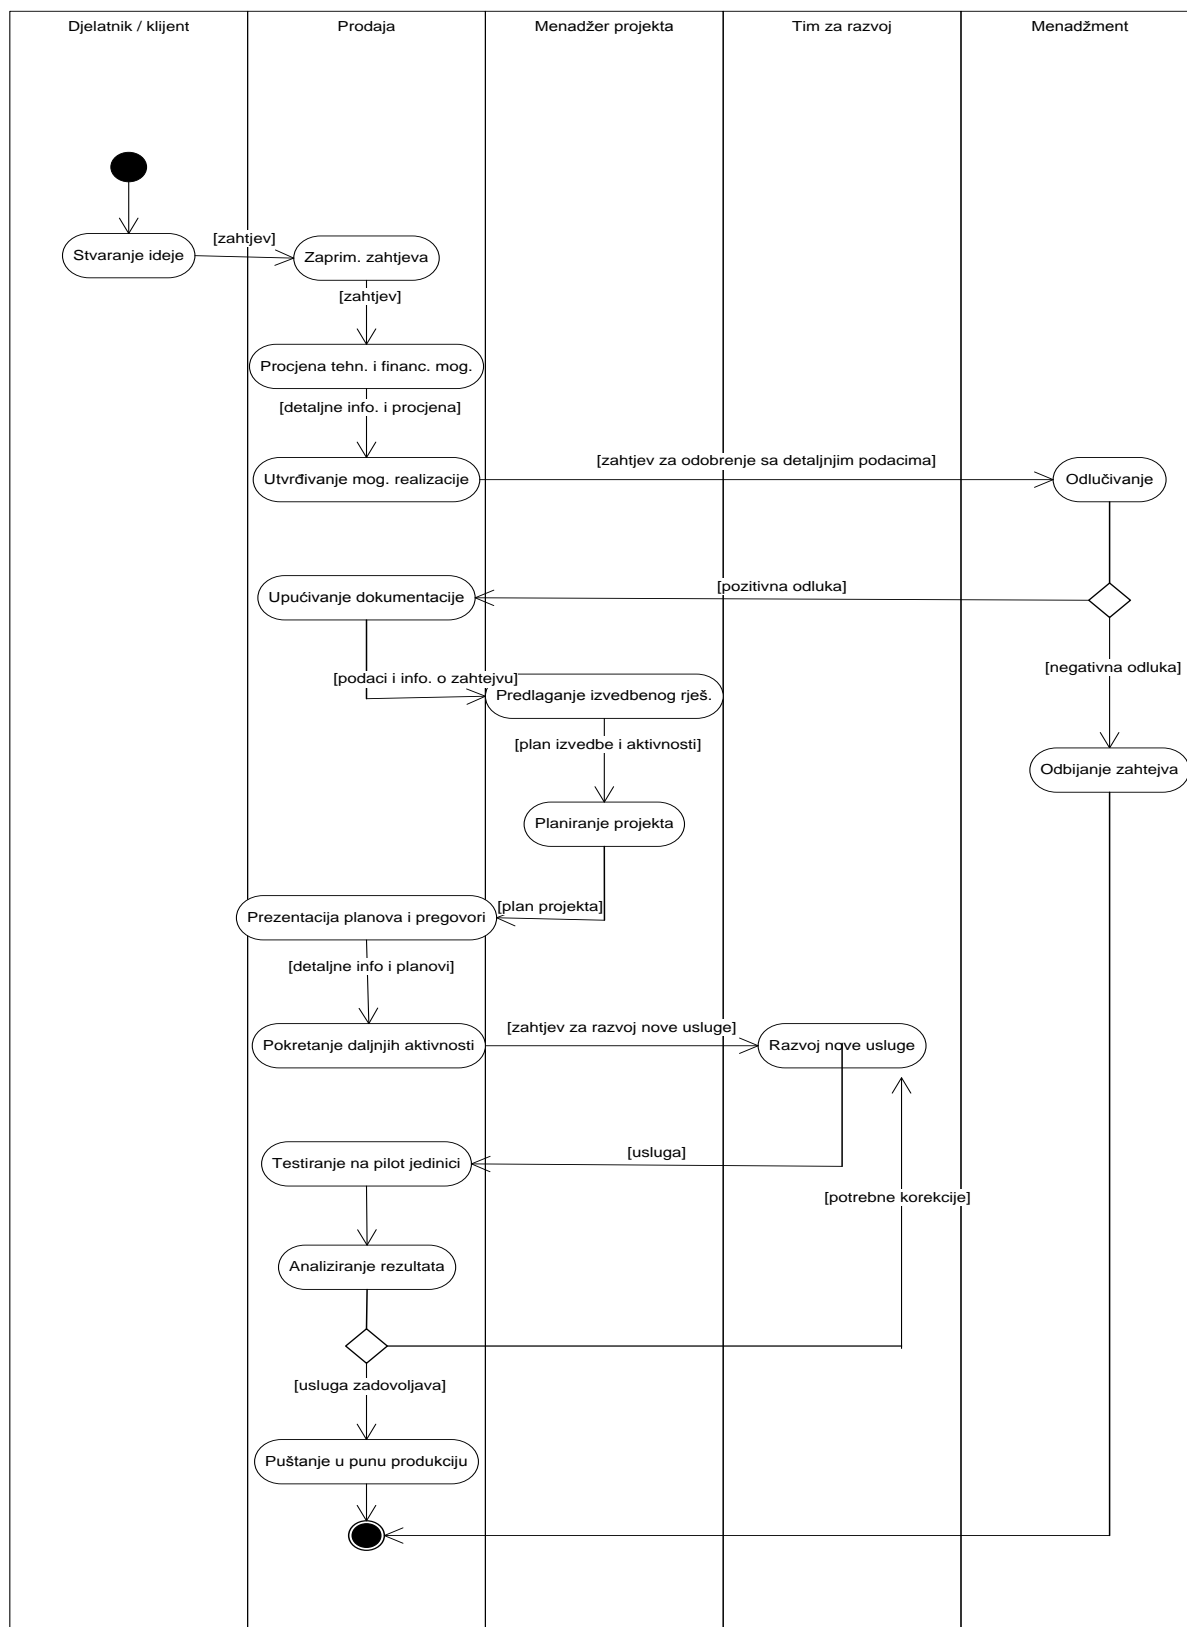 Djelatnik / klijent
Prodaja
Menadžer projekta
Tim za razvoj
Menadžment
[zahtjev]
Stvaranje ideje
Zaprim. zahtjeva
[zahtjev]
Procjena tehn. i financ. mog.
[detaljne info. i procjena]
[zahtjev za odobrenje sa detaljnjim podacima]
Utvrđivanje mog. realizacije
Odlučivanje
[pozitivna odluka]
Upućivanje dokumentacije
[negativna odluka]
[podaci i info. o zahtejvu]
Predlaganje izvedbenog rješ.
[plan izvedbe i aktivnosti]
Odbijanje zahtejva
Planiranje projekta
[plan projekta]
Prezentacija planova i pregovori
[detaljne info i planovi]
[zahtjev za razvoj nove usluge]
Pokretanje daljnjih aktivnosti
Razvoj nove usluge
[usluga]
Testiranje na pilot jedinici
[potrebne korekcije]
Analiziranje rezultata
[usluga zadovoljava]
Puštanje u punu produkciju